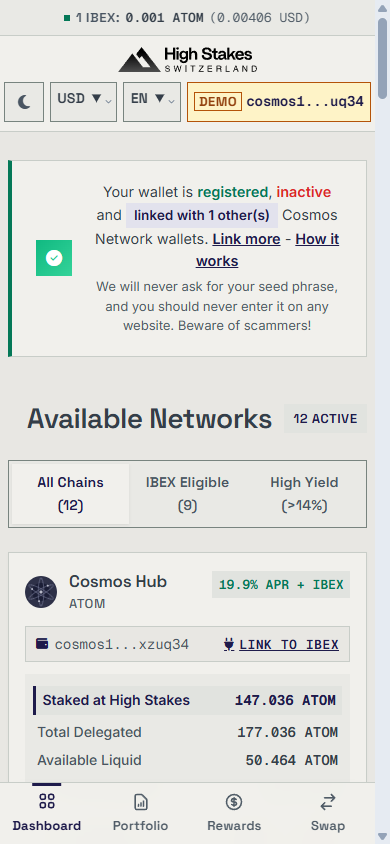 1 IBEX: 0.001 ATOM (0.00406 USD)
High Stakes
SWITZERLAND
USD ▼
EN ▼
DEMO cosmos1...uq34
Your wallet is registered, inactive
and linked with 1 other(s) Cosmos
Network wallets. Link more - How it
works
We will never ask for your seed phrase,
and you should never enter it on any
website. Beware of scammers!
Available Networks
12 ACTIVE
All Chains
(12)
IBEX Eligible
(9)
High Yield
(>14%)
Cosmos Hub
ATOM
19.9% APR + IBEX
cosmos1...xzuq34
LINK TO IBEX
Staked at High Stakes 147.036 ATOM
Total Delegated 177.036 ATOM
Available Liquid 50.464 ATOM
Dashboard
Portfolio
Rewards
Swap